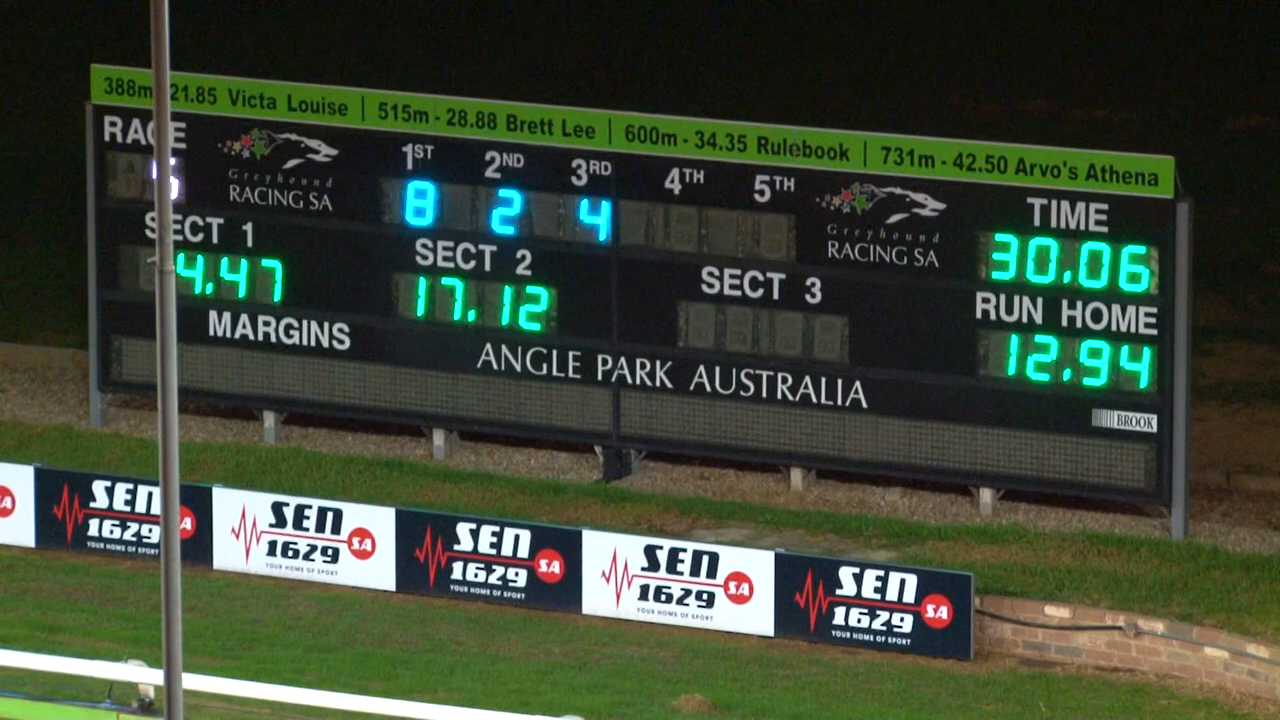 388m 21.85 Victa Louise | 515m - 28.88 Brett Lee | 600m - 34.35 Rulebook | 731m - 42.50 Arvo's Athena
RACE
Greyhound
RACING SA
1ST 2ND 3RD 4TH 5TH
8 2 4
Greyhound
RACING SA
TIME
30.06
SECT 1
4.47
SECT 2
17.12
SECT 3
RUN HOME
12.94
MARGINS
ANGLE PARK AUSTRALIA
BROOK
SA
SEN
1629
YOUR HOME OF SPORT
SEN
1629
SA
YOUR HOME OF SPORT
SEN
1629
SA
YOUR HOME OF SPORT
SEN
1629
SA
YOUR HOME OF SPORT
SEN
1629
SA
YOUR HOME OF SPORT